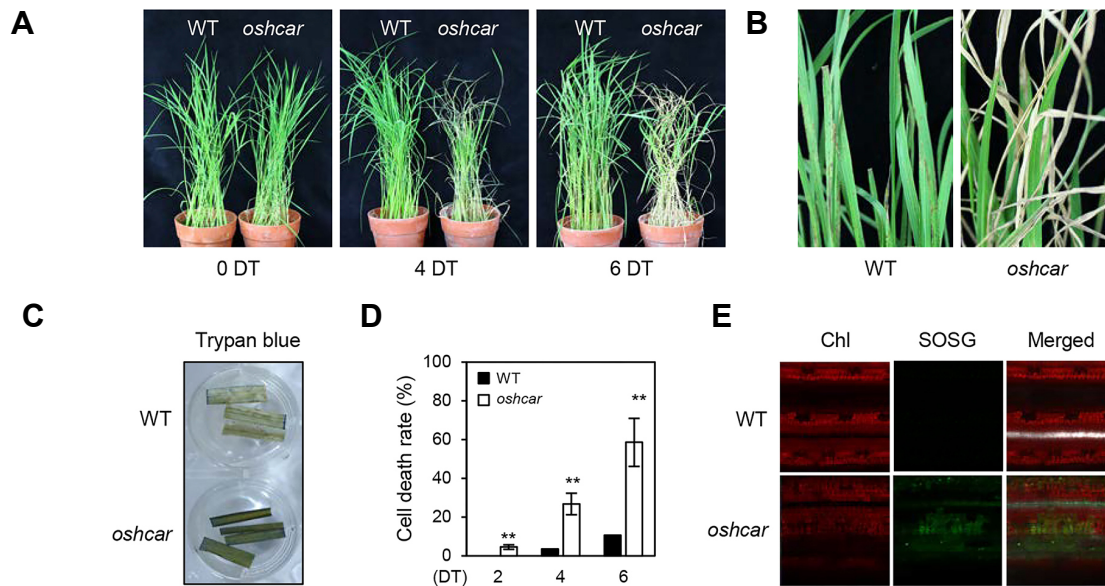 A
WT oshcar WT oshcar WT oshcar
0 DT 4 DT 6 DT
B
WT oshcar
C
Trypan blue
WT
oshcar
D
Cell death rate (%)
100
80
60
40
20
0
WT
oshcar
**
**
**
(DT) 2 4 6
E
Chl SOSG Merged
WT
oshcar